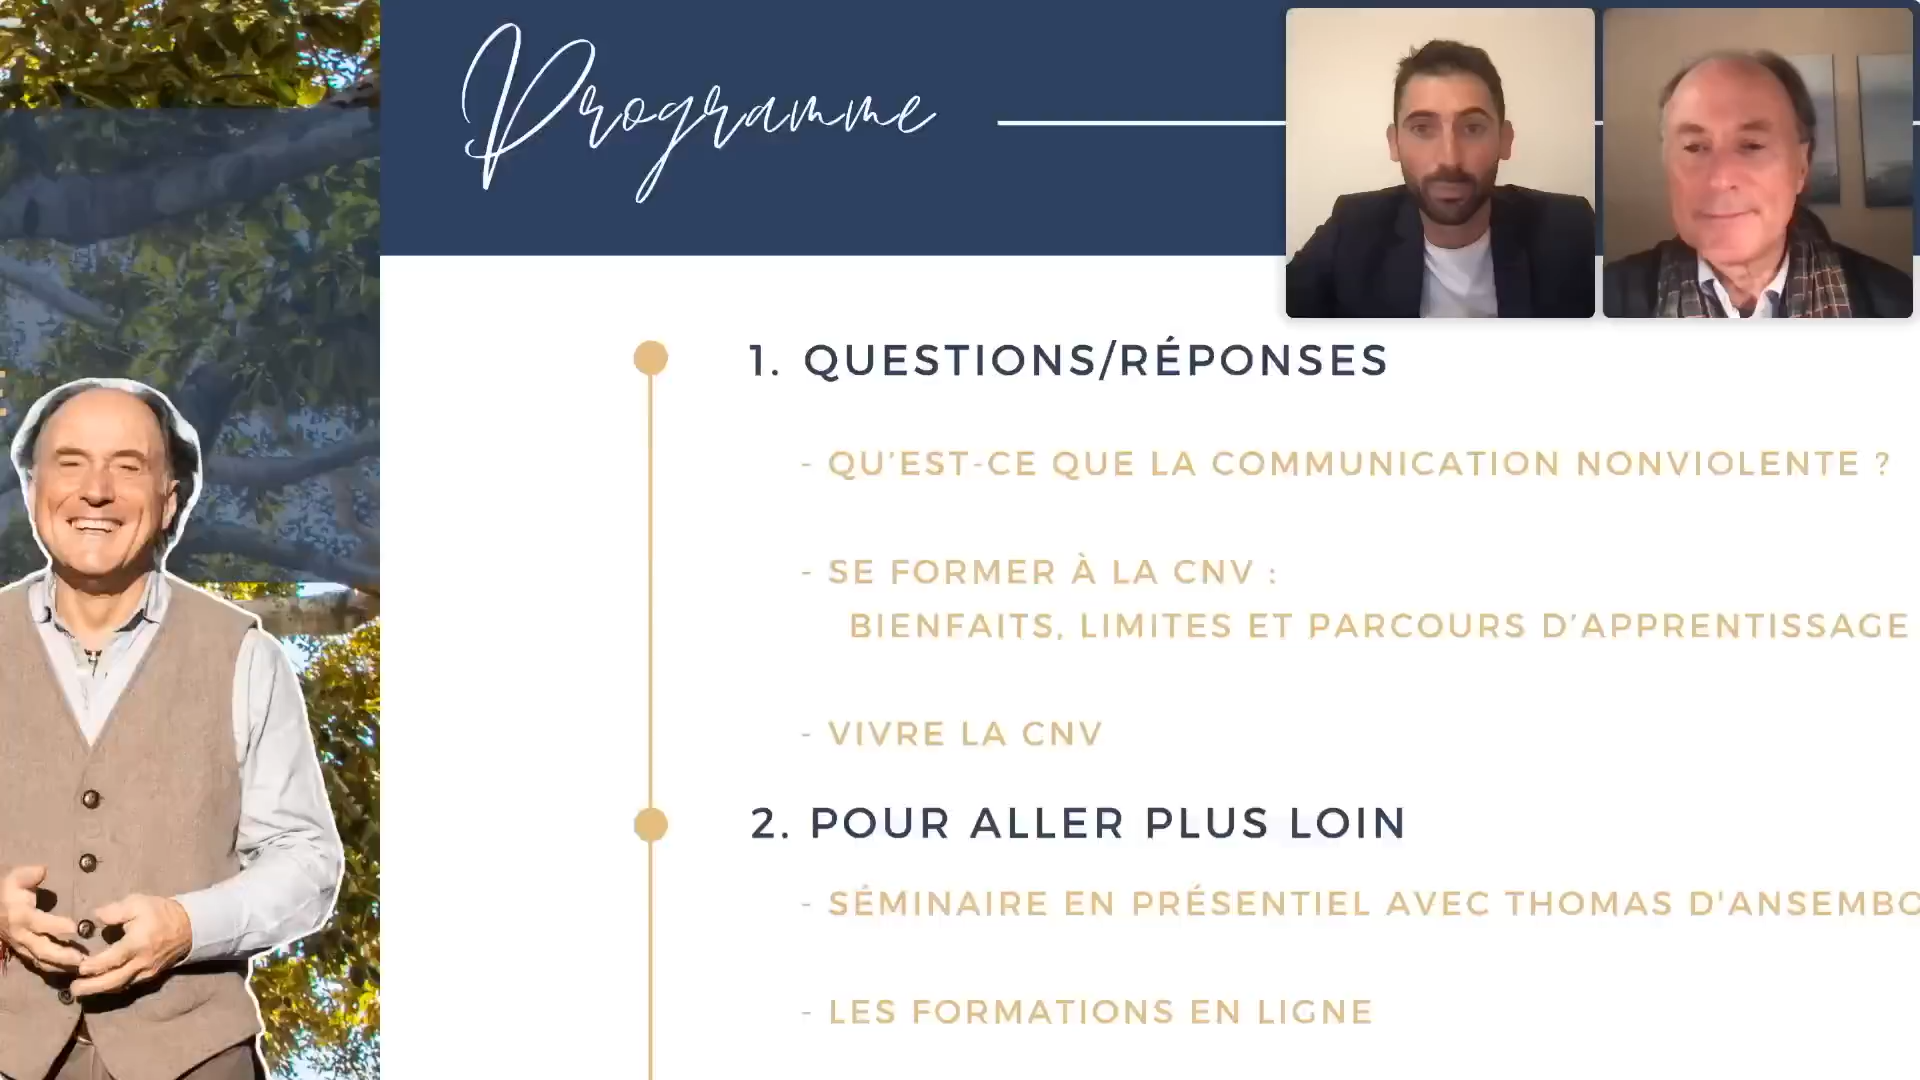 Programme
1. QUESTIONS/RÉPONSES
- QU'EST-CE QUE LA COMMUNICATION NONVIOLENTE ?
- SE FORMER À LA CNV :
BIENFAITS, LIMITES ET PARCOURS D'APPRENTISSAGE
- VIVRE LA CNV
2. POUR ALLER PLUS LOIN
- SÉMINAIRE EN PRÉSENTIEL AVEC THOMAS D'ANSEMBO
- LES FORMATIONS EN LIGNE